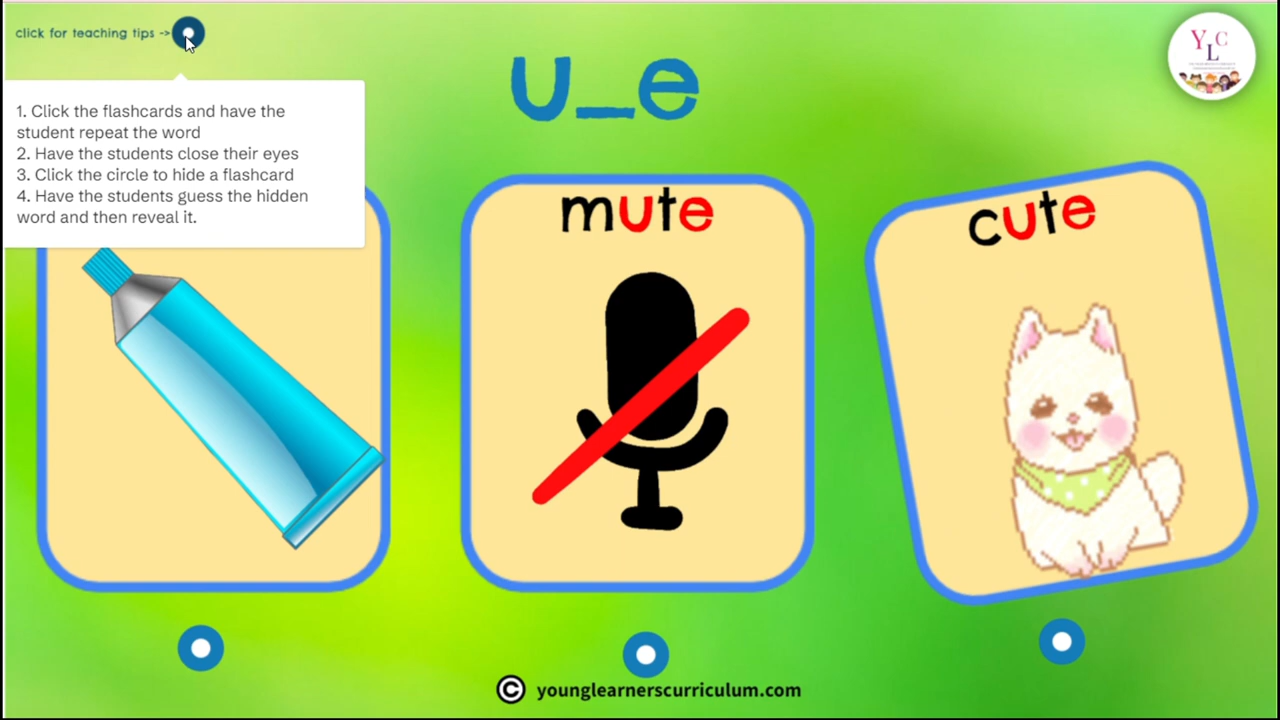 click for teaching tips ->
u_e
YLC
1. Click the flashcards and have the
student repeat the word
2. Have the students close their eyes
3. Click the circle to hide a flashcard
4. Have the students guess the hidden
word and then reveal it.
mute
cute
© younglearnerscurriculum.com